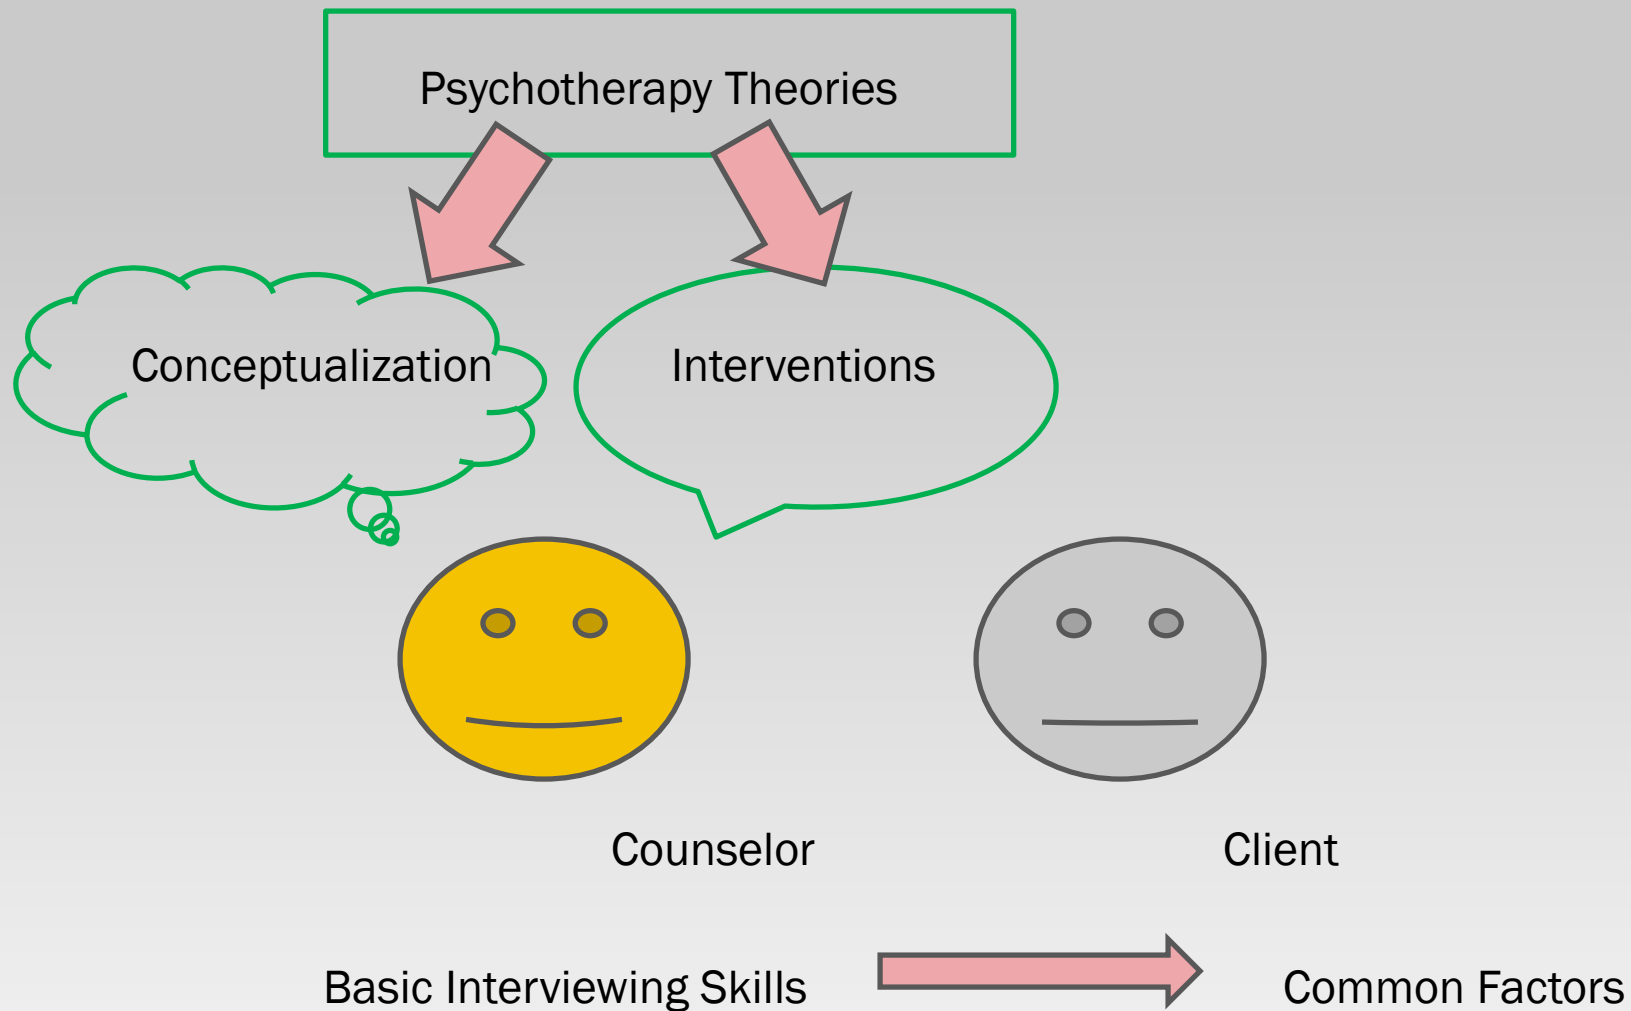 Psychotherapy Theories
Conceptualization
Interventions
Counselor
Client
Basic Interviewing Skills
Common Factors